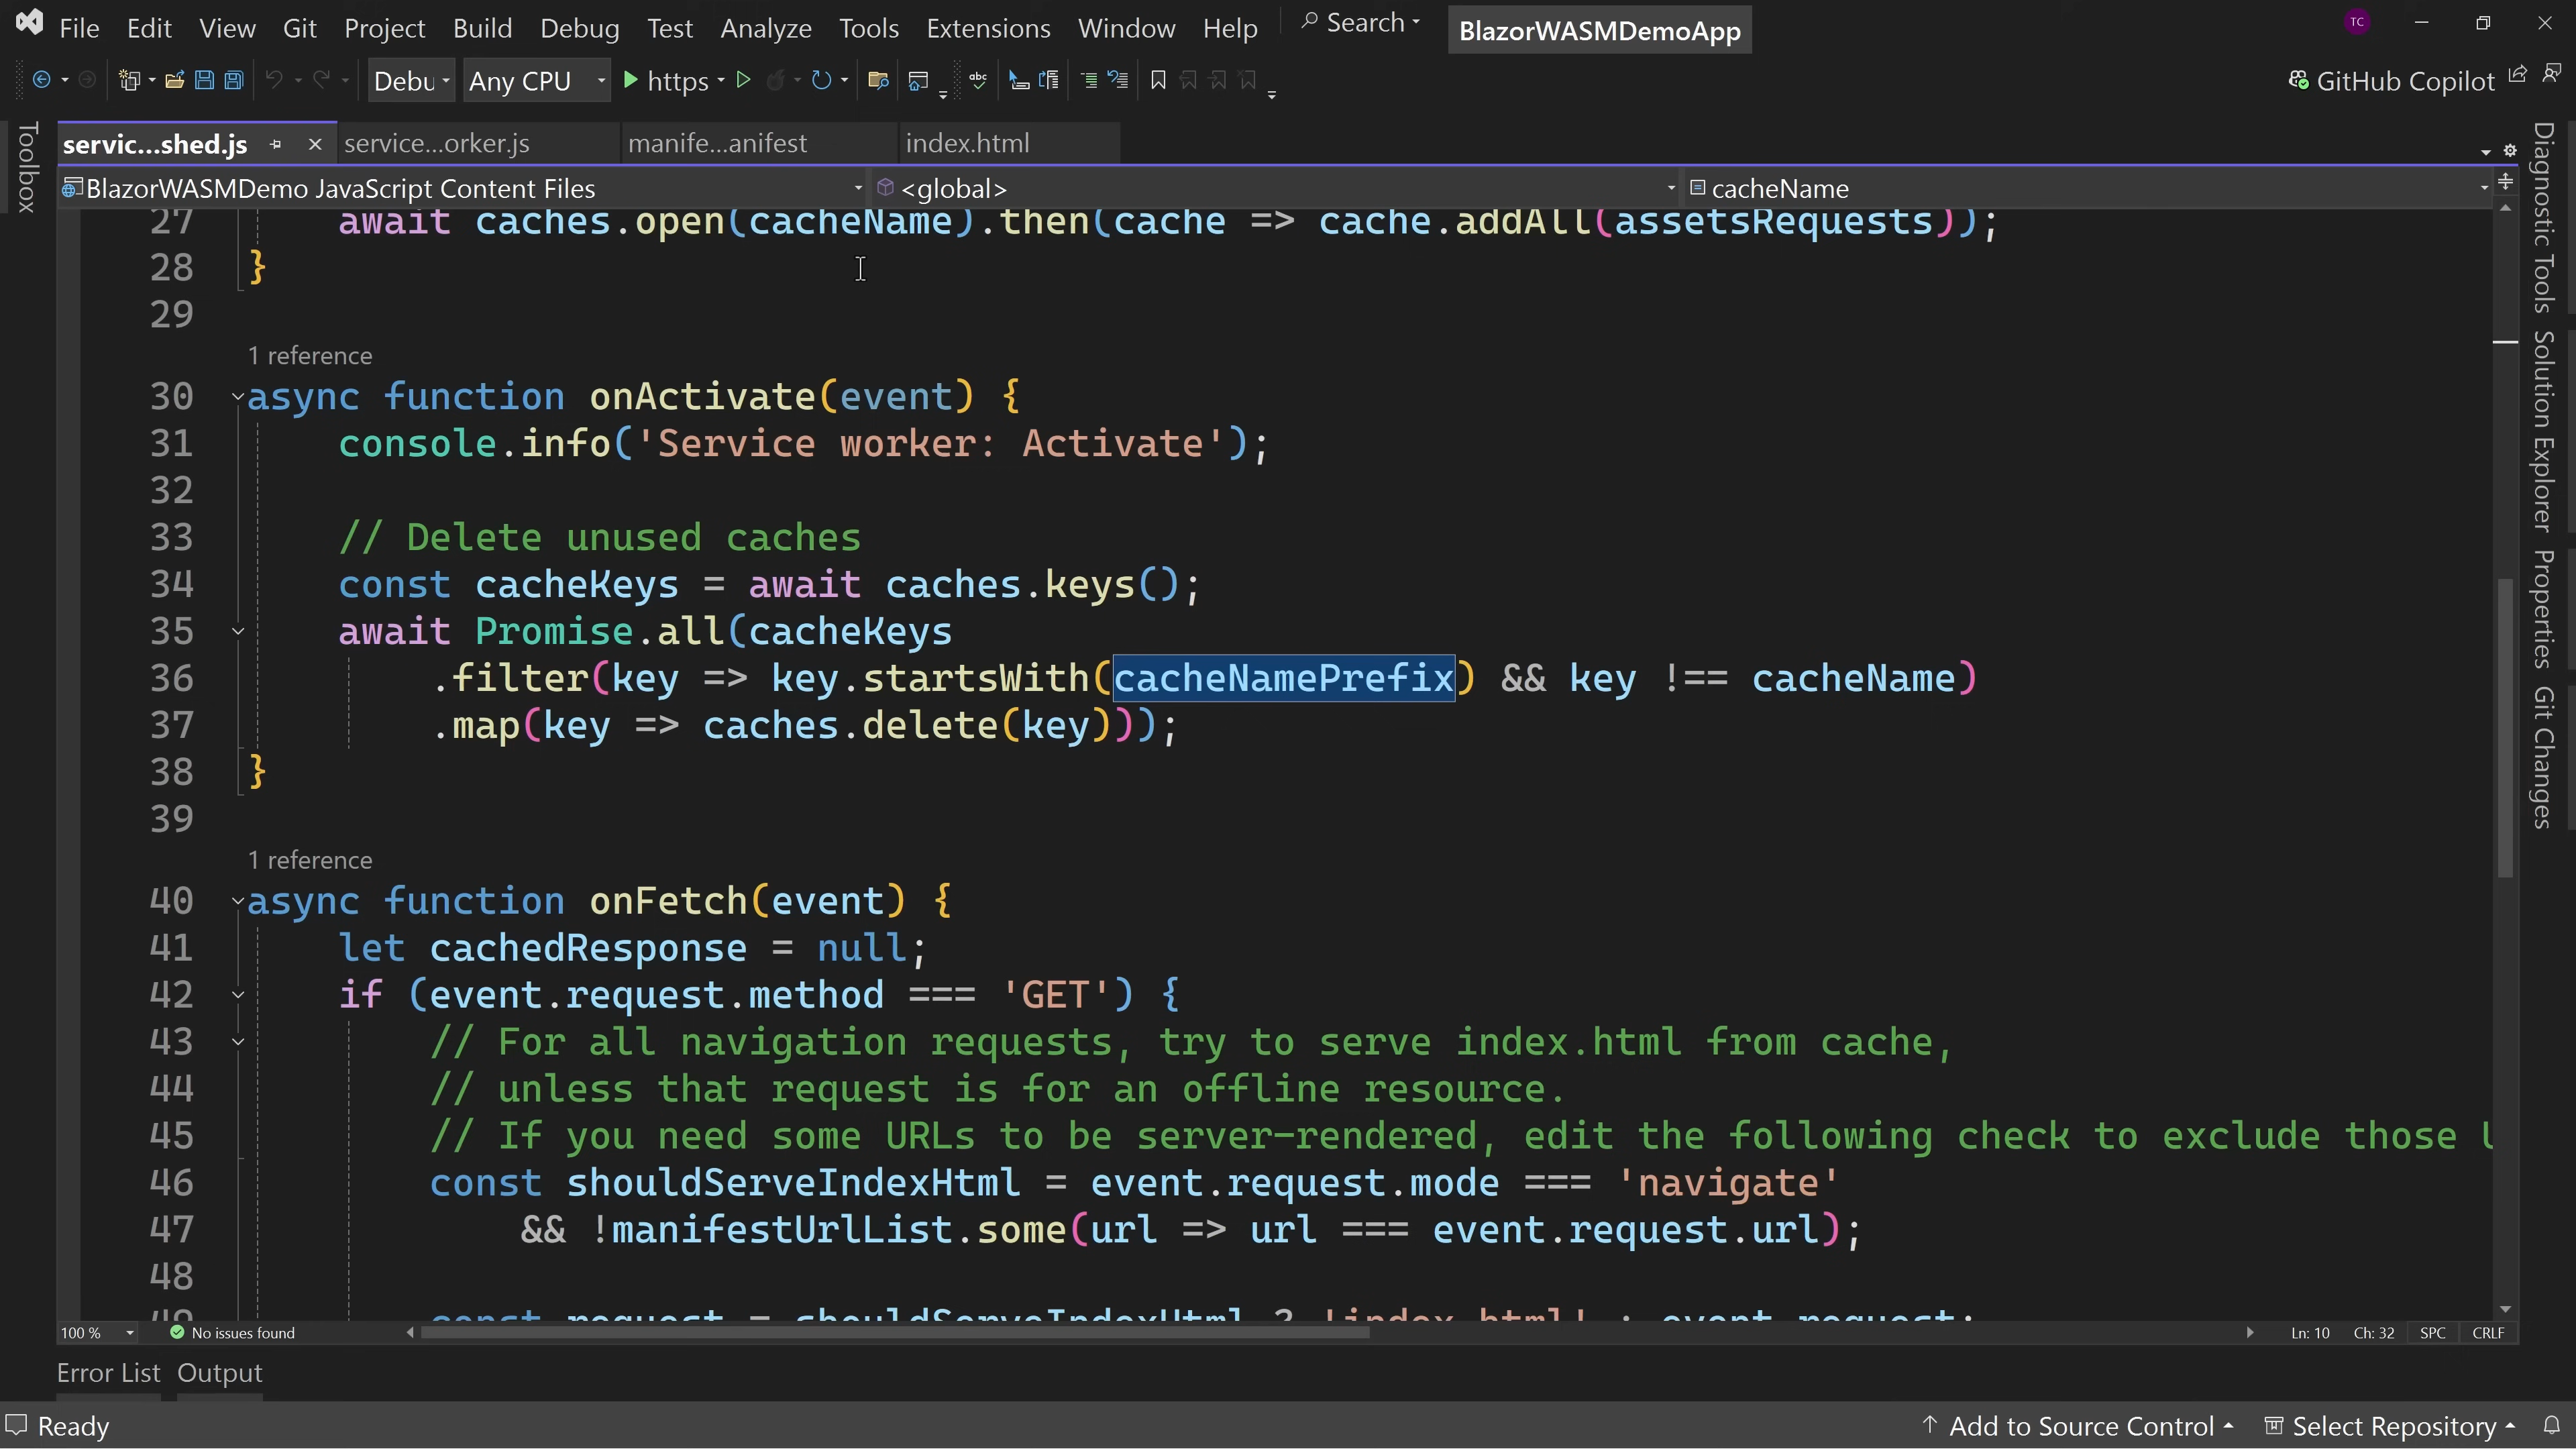 File Edit View Git Project Build Debug Test Analyze Tools Extensions Window Help Search BlazorWASMDemoApp TC
Debu Any CPU https abc GitHub Copilot
Toolbox
servic...shed.js service...orker.js manife...anifest index.html
BlazorWASMDemo JavaScript Content Files <global> cacheName
27 await caches.open(cacheName).then(cache => cache.addAll(assetsRequests));
28 }
29
1 reference
30 async function onActivate(event) {
31 console.info('Service worker: Activate');
32
33 // Delete unused caches
34 const cacheKeys = await caches.keys();
35 await Promise.all(cacheKeys
36 .filter(key => key.startsWith(cacheNamePrefix) && key !== cacheName)
37 .map(key => caches.delete(key)));
38 }
39
1 reference
40 async function onFetch(event) {
41 let cachedResponse = null;
42 if (event.request.method === 'GET') {
43 // For all navigation requests, try to serve index.html from cache,
44 // unless that request is for an offline resource.
45 // If you need some URLs to be server-rendered, edit the following check to exclude those
46 const shouldServeIndexHtml = event.request.mode === 'navigate'
47 && !manifestUrlList.some(url => url === event.request.url);
48
49 const request = shouldServeIndexHtml ? 'index.html' : event.request;
100 % No issues found Ln: 10 Ch: 32 SPC CRLF
Diagnostic Tools
Solution Explorer
Properties
Git Changes
Error List Output
Ready Add to Source Control Select Repository